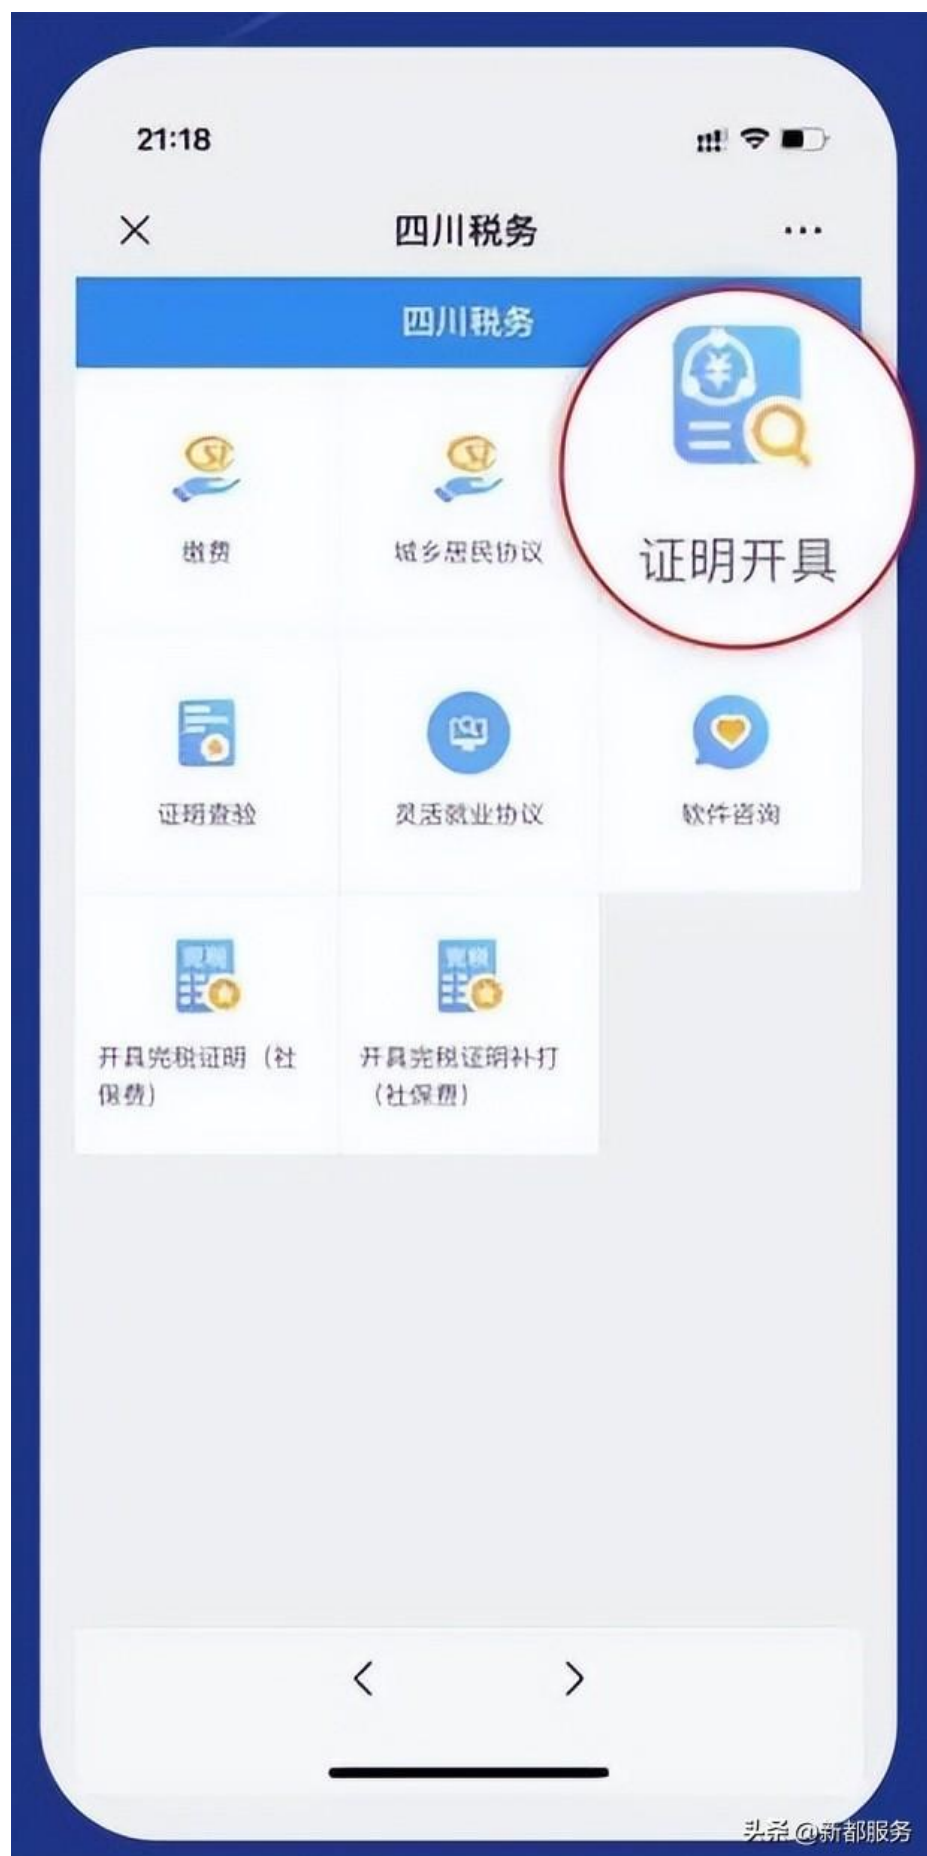 21:18
四川税务
四川税务
缴费
城乡居民协议
证明开具
证明查验
灵活就业协议
软件咨询
开具完税证明（社
保费）
开具完税证明补打
（社保费）
头条 @新都服务